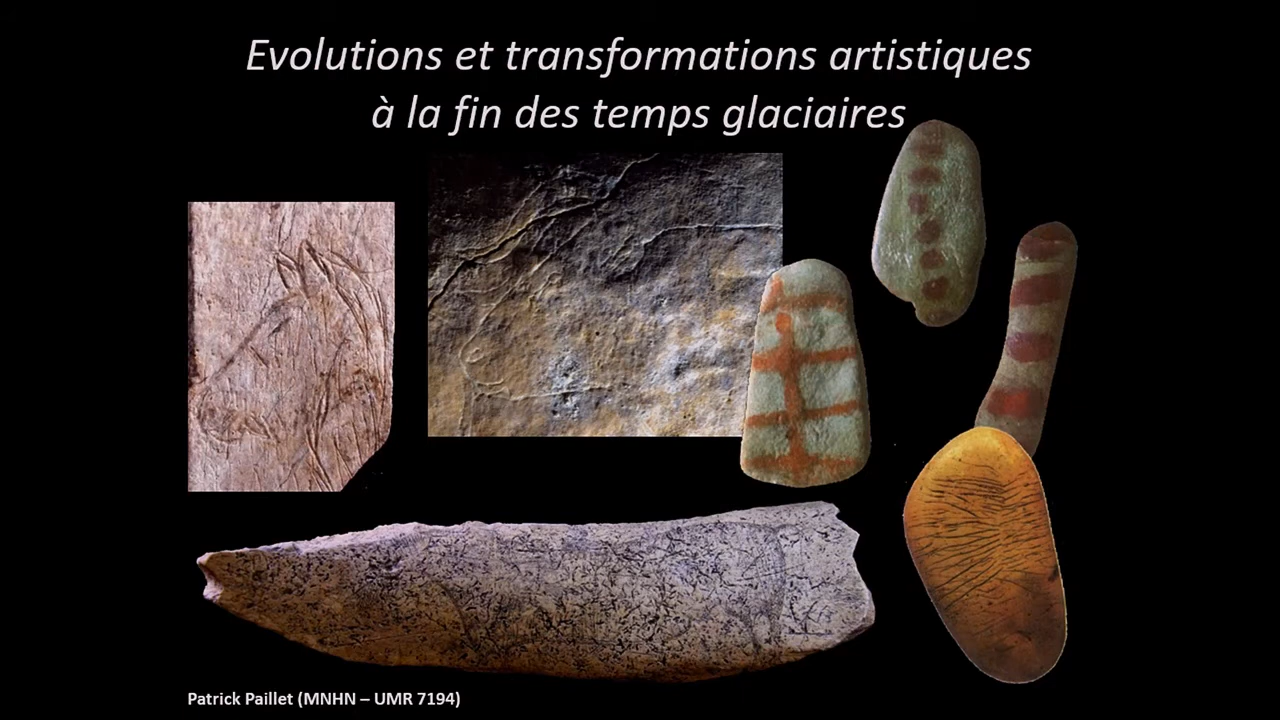 Evolutions et transformations artistiques
à la fin des temps glaciaires
Patrick Paillet (MNHN – UMR 7194)